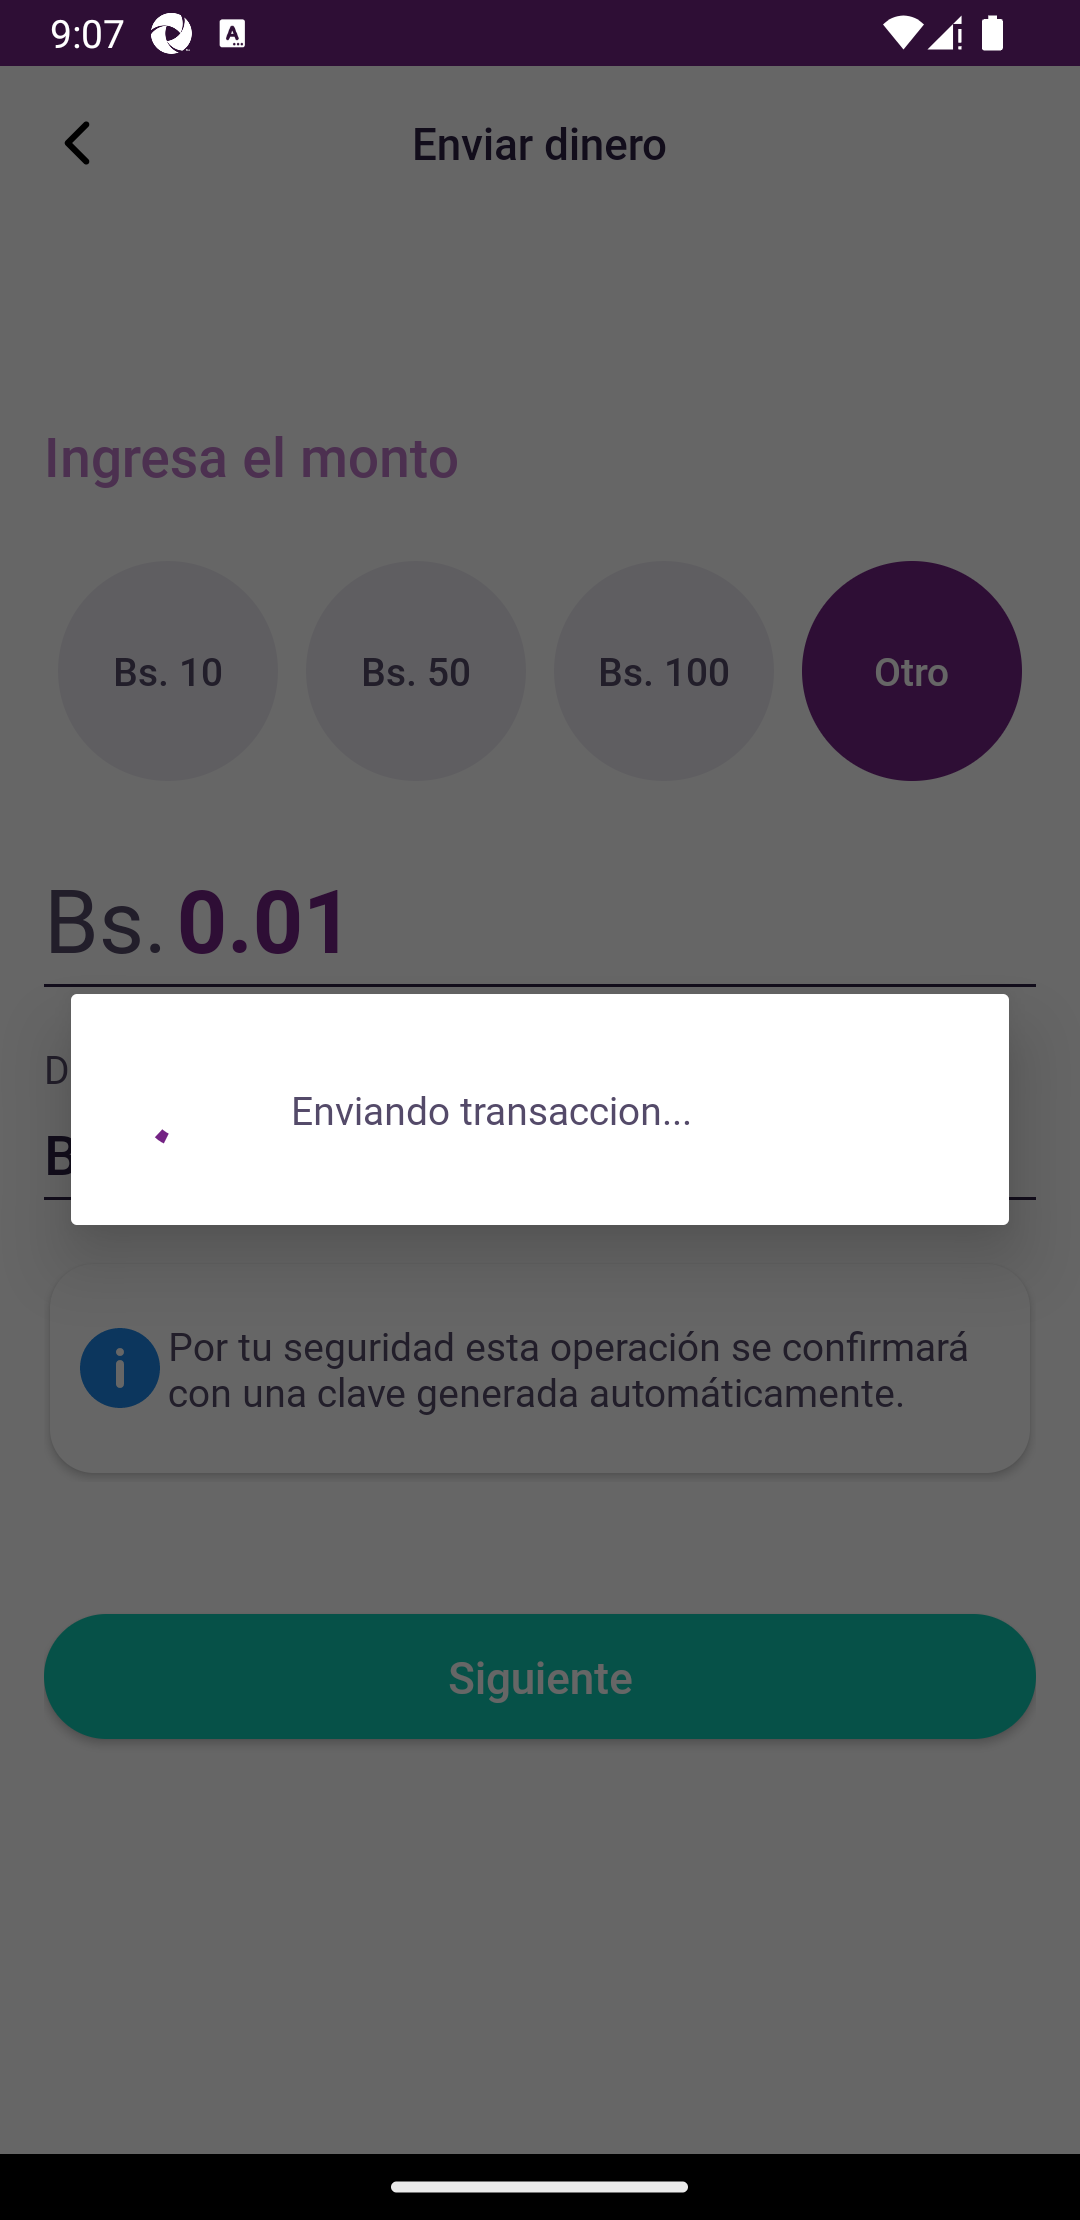 9:07
Enviar dinero
Ingresa el monto
Bs. 10
Bs. 50
Bs. 100
Otro
Bs. 0.01
Enviando transaccion...
Por tu seguridad esta operación se confirmará
con una clave generada automáticamente.
Siguiente